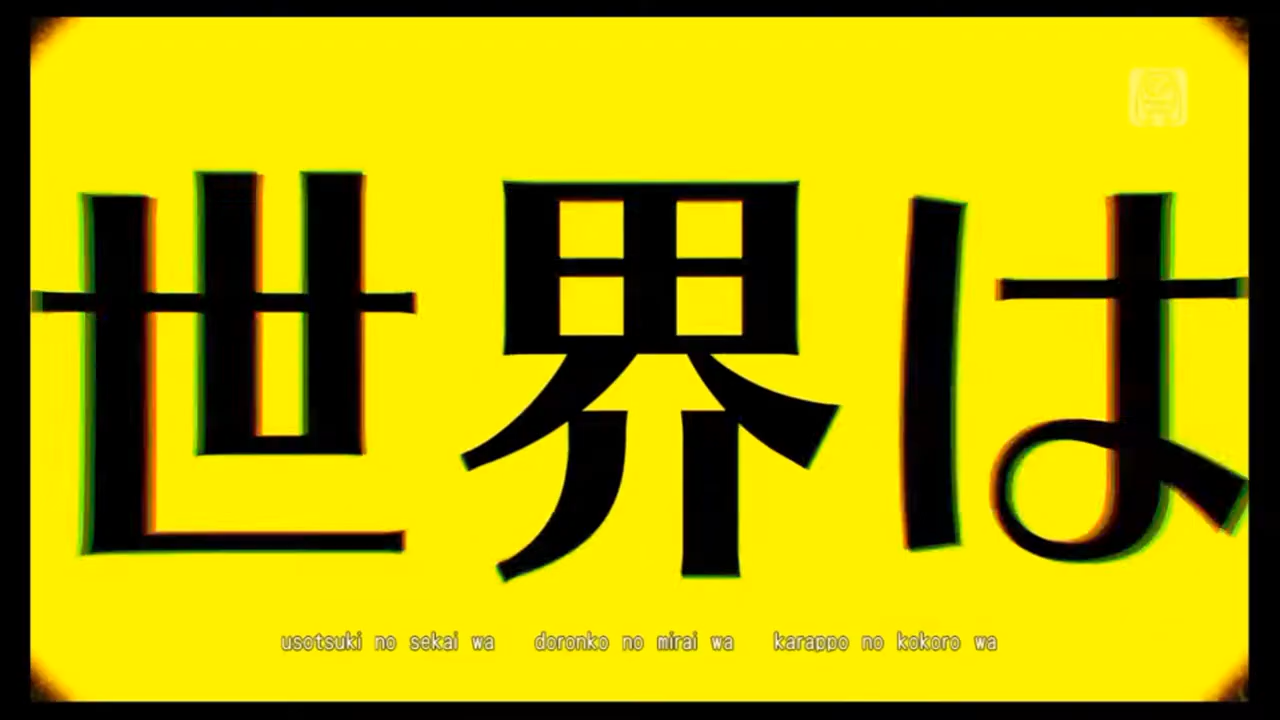 世界は
usotsuki no sekai wa doronko no mirai wa karappo no kokoro wa